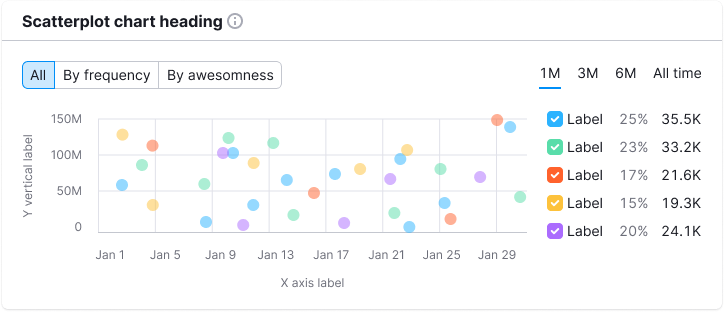 Scatterplot chart heading
All By frequency By awesomness
1M 3M 6M All time
150M
100M
50M
0
Y vertical label
Jan 1 Jan 5 Jan 9 Jan 13 Jan 17 Jan 21 Jan 25 Jan 29
X axis label
Label 25% 35.5K
Label 23% 33.2K
Label 17% 21.6K
Label 15% 19.3K
Label 20% 24.1K